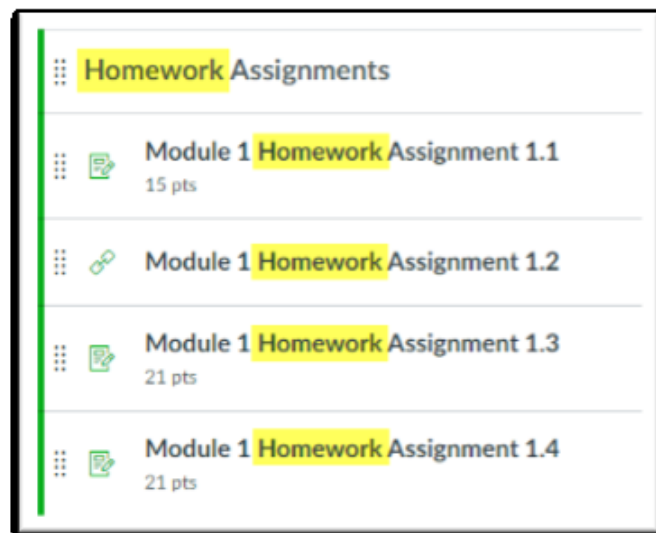 Homework Assignments
Module 1 Homework Assignment 1.1
15 pts
Module 1 Homework Assignment 1.2
Module 1 Homework Assignment 1.3
21 pts
Module 1 Homework Assignment 1.4
21 pts